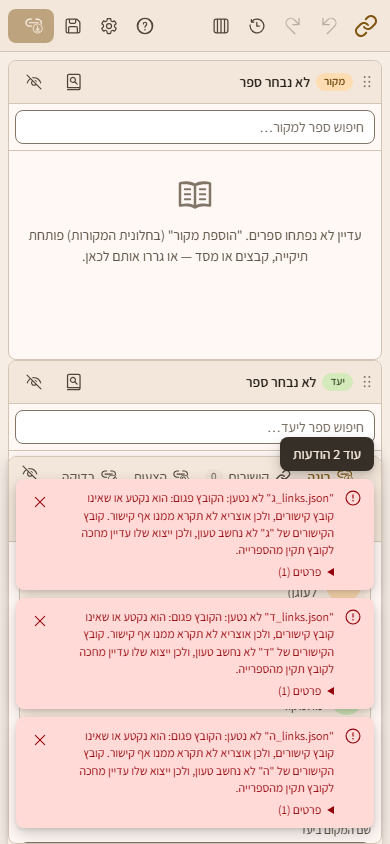 מקור
לא נבחר ספר
חיפוש ספר למקור…
עדיין לא נפתחו ספרים. "הוספת מקור" (בחלונית המקורות) פותחת
תיקייה, קבצים או מסד — או גררו אותם לכאן.
יעד
לא נבחר ספר
חיפוש ספר ליעד…
עוד 2 הודעות
קישורים
0
הצעות
בדיקה
"ג_links.json" לא נטען: הקובץ פגום: הוא נקטע או שאינו
קובץ קישורים, ולכן אוצריא לא תקרא ממנו אף קישור. קובץ
הקישורים של "ג" לא נחשב טעון, ולכן ייצוא שלו עדיין מחכה
לקובץ תקין מהספרייה.
פרטים (1)
"ד_links.json" לא נטען: הקובץ פגום: הוא נקטע או שאינו
קובץ קישורים, ולכן אוצריא לא תקרא ממנו אף קישור. קובץ
הקישורים של "ד" לא נחשב טעון, ולכן ייצוא שלו עדיין מחכה
לקובץ תקין מהספרייה.
פרטים (1)
"ה_links.json" לא נטען: הקובץ פגום: הוא נקטע או שאינו
קובץ קישורים, ולכן אוצריא לא תקרא ממנו אף קישור. קובץ
הקישורים של "ה" לא נחשב טעון, ולכן ייצוא שלו עדיין מחכה
לקובץ תקין מהספרייה.
פרטים (1)
שם המקום ביעד